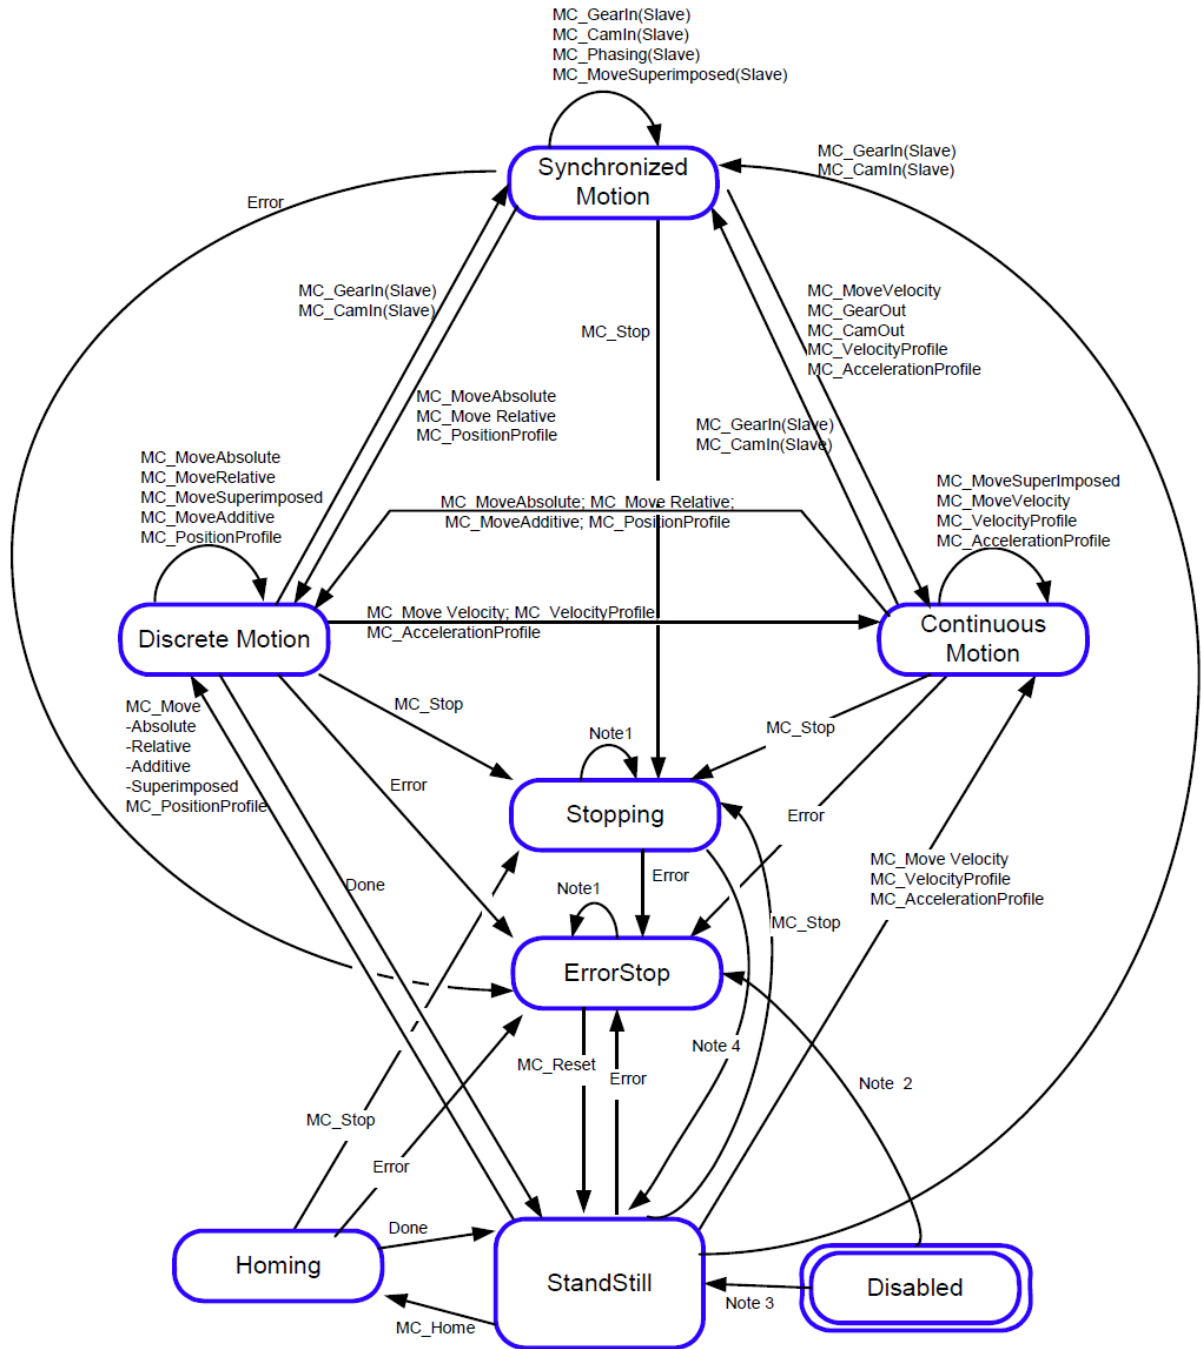 MC_GearIn(Slave)
MC_CamIn(Slave)
MC_Phasing(Slave)
MC_MoveSuperimposed(Slave)
Synchronized
Motion
MC_GearIn(Slave)
MC_CamIn(Slave)
Error
MC_GearIn(Slave)
MC_CamIn(Slave)
MC_Stop
MC_MoveVelocity
MC_GearOut
MC_CamOut
MC_VelocityProfile
MC_AccelerationProfile
MC_MoveAbsolute
MC_Move Relative
MC_PositionProfile
MC_GearIn(Slave)
MC_CamIn(Slave)
MC_MoveAbsolute
MC_MoveRelative
MC_MoveSuperimposed
MC_MoveAdditive
MC_PositionProfile
MC_MoveAbsolute; MC_Move Relative;
MC_MoveAdditive; MC_PositionProfile
MC_MoveSuperImposed
MC_MoveVelocity
MC_VelocityProfile
MC_AccelerationProfile
Discrete Motion
MC_Move Velocity; MC_VelocityProfile
MC_AccelerationProfile
Continuous
Motion
MC_Move
-Absolute
-Relative
-Additive
-Superimposed
MC_PositionProfile
MC_Stop
Note1
MC_Stop
Error
Stopping
Error
Done
Note1
Error
MC_Move Velocity
MC_VelocityProfile
MC_AccelerationProfile
MC_Stop
ErrorStop
MC_Reset
Error
Note 4
Note 2
MC_Stop
Error
Homing
Done
StandStill
Disabled
Note 3
MC_Home